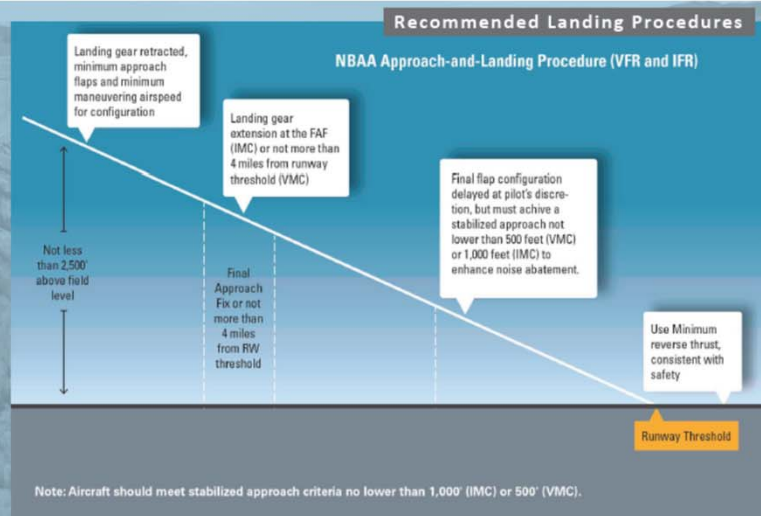 Recommended Landing Procedures
NBAA Approach-and-Landing Procedure (VFR and IFR)
Landing gear retracted,
minimum approach
flaps and minimum
maneuvering airspeed
for configuration
Landing gear
extension at the FAF
(IMC) or not more than
4 miles from runway
threshold (VMC)
Final flap configuration
delayed at pilot's discre-
tion, but must achive a
stabilized approach not
lower than 500 feet (VMC)
or 1,000 feet (IMC) to
enhance noise abatement.
Not less
than 2,500'
above field
level
Final
Approach
Fix or not
more than
4 miles
from RW
threshold
Use Minimum
reverse thrust,
consistent with
safety
Runway Threshold
Note: Aircraft should meet stabilized approach criteria no lower than 1,000' (IMC) or 500' (VMC).